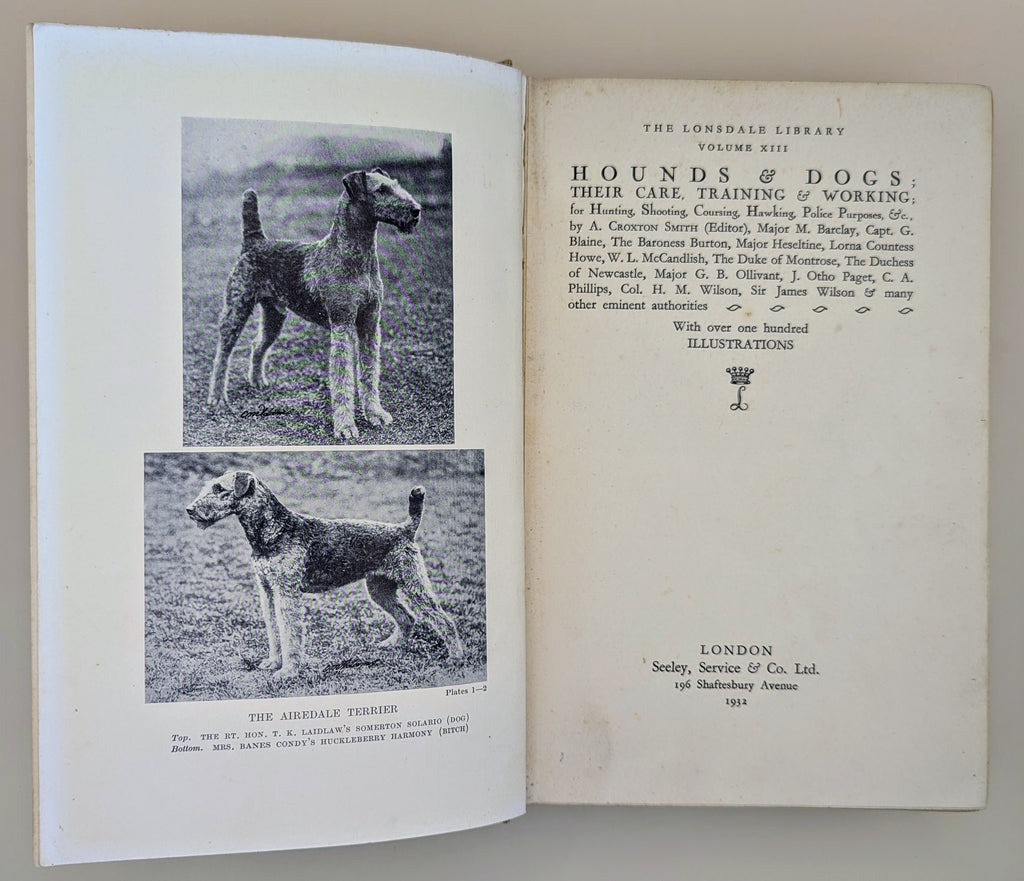 Plates 1—2
THE AIREDALE TERRIER
Top. THE RT. HON. T. K. LAIDLAW'S SOMERTON SOLARIO (DOG)
Bottom. MRS. BANES CONDY'S HUCKLEBERRY HARMONY (BITCH)
THE LONSDALE LIBRARY
VOLUME XIII
HOUNDS & DOGS;
THEIR CARE, TRAINING & WORKING;
for Hunting, Shooting, Coursing, Hawking, Police Purposes, &c.,
by A. CROXTON SMITH (Editor), Major M. Barclay, Capt. G.
Blaine, The Baroness Burton, Major Heseltine, Lorna Countess
Howe, W. L. McCandlish, The Duke of Montrose, The Duchess
of Newcastle, Major G. B. Ollivant, J. Otho Paget, C. A.
Phillips, Col. H. M. Wilson, Sir James Wilson & many
other eminent authorities
With over one hundred
ILLUSTRATIONS
L
LONDON
Seeley, Service & Co. Ltd.
196 Shaftesbury Avenue
1932